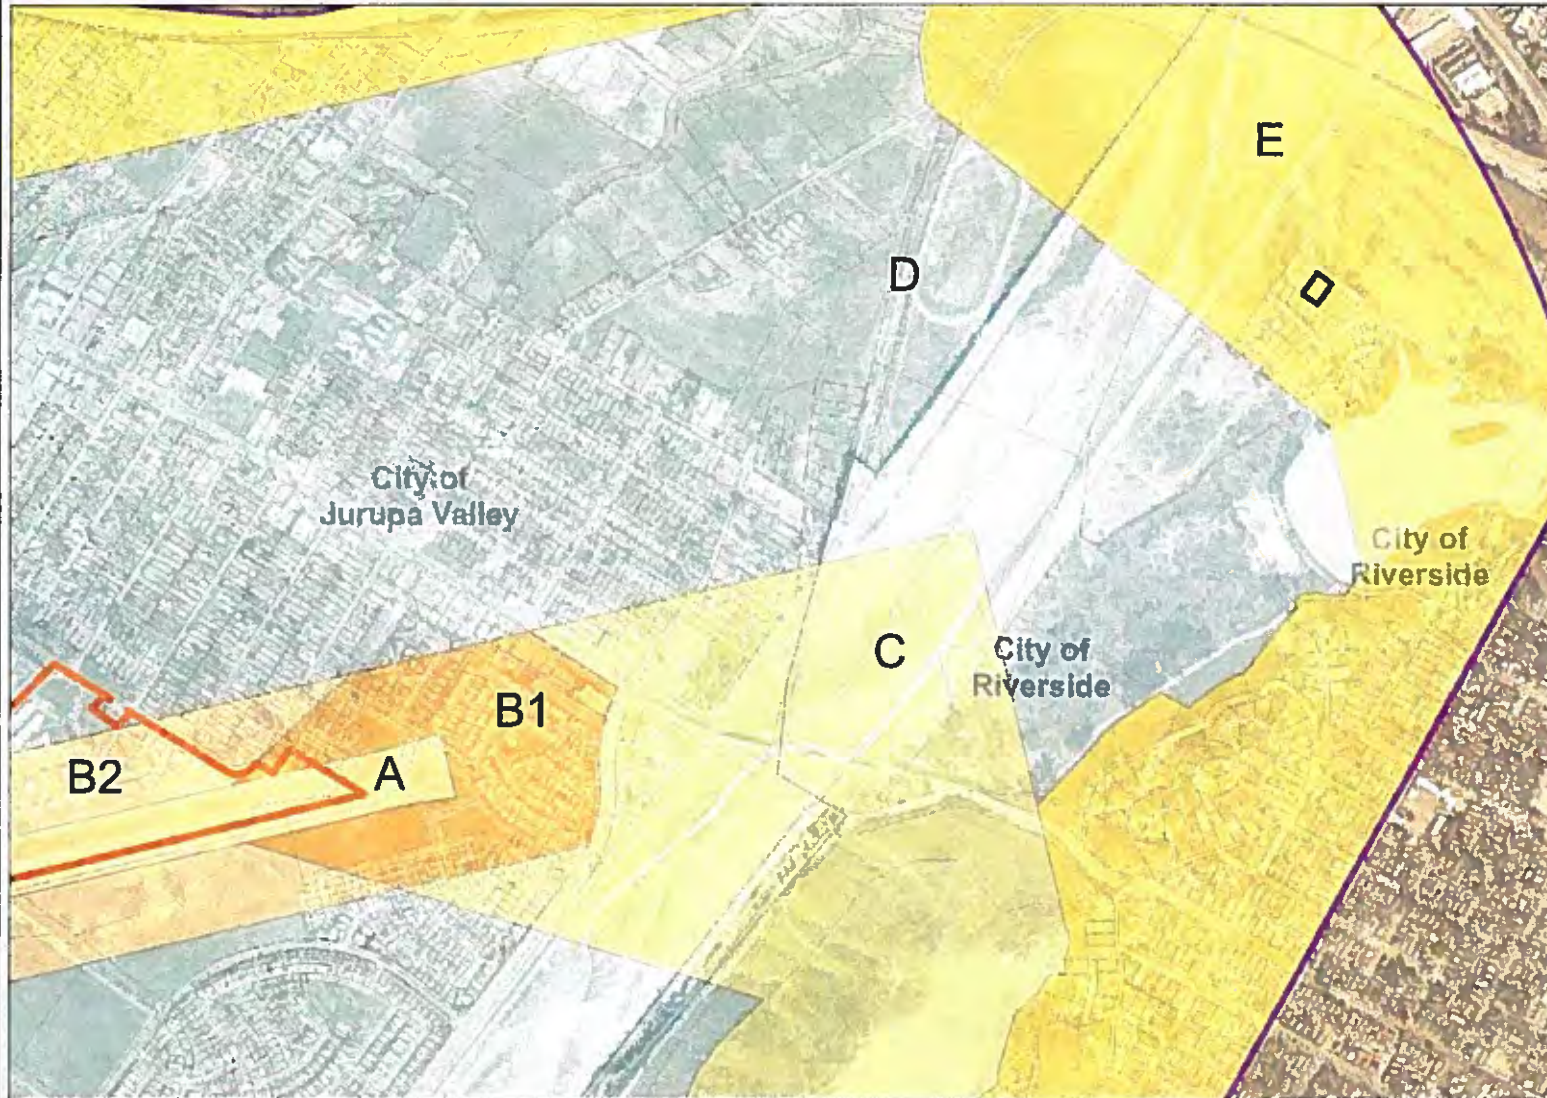 E
D
City of
Jurupa Valley
City of
Riverside
C
City of
Riverside
B1
B2
A